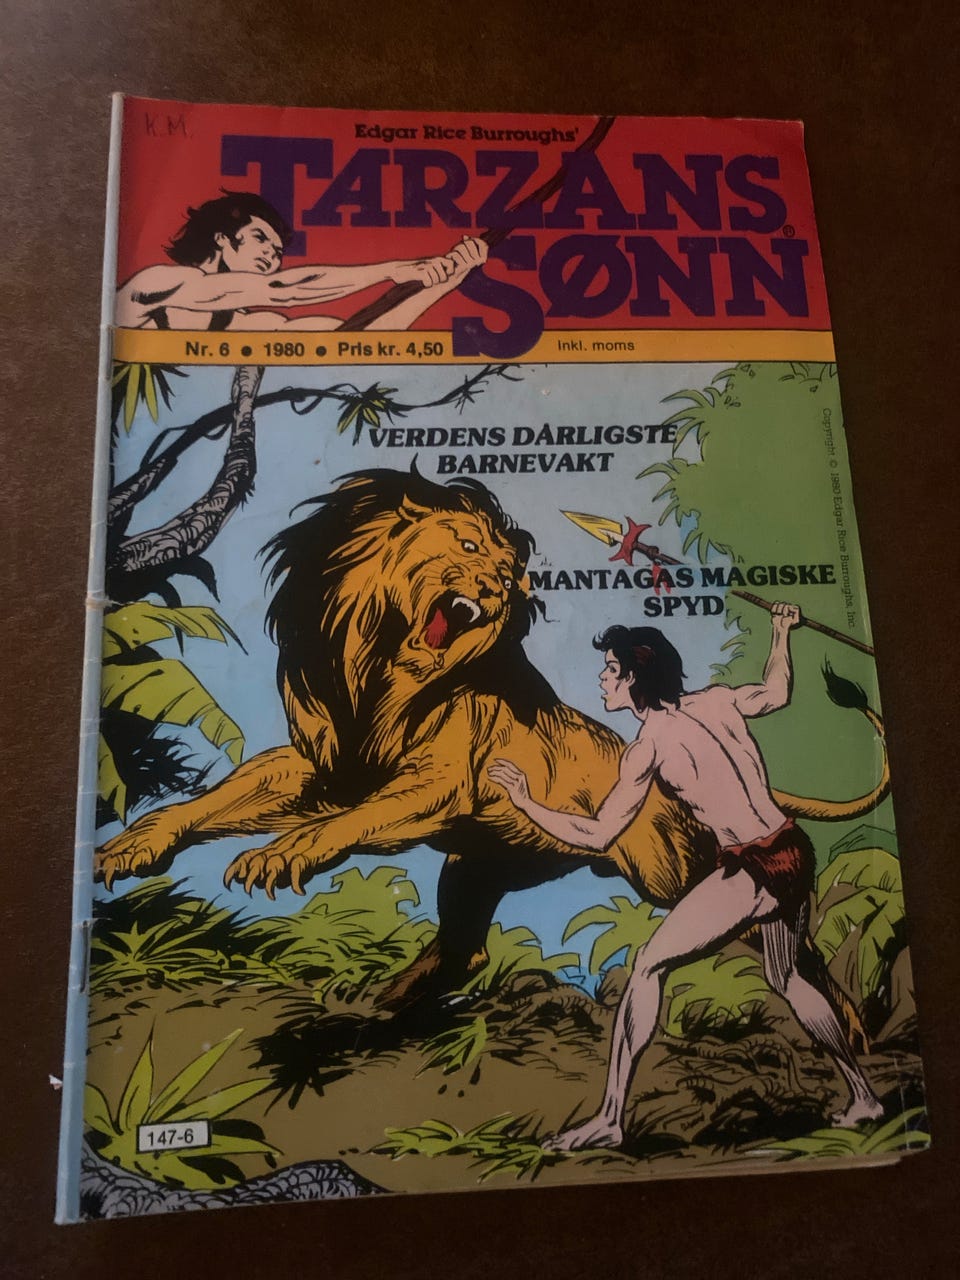 K.M.
Edgar Rice Burroughs'
TARZANS
SØNN®
Nr. 6 • 1980 • Pris kr. 4,50 Inkl. moms
VERDENS DÅRLIGSTE
BARNEVAKT
MANTAGAS MAGISKE
SPYD
Copyright © 1980 Edgar Rice Burroughs, Inc.
147-6